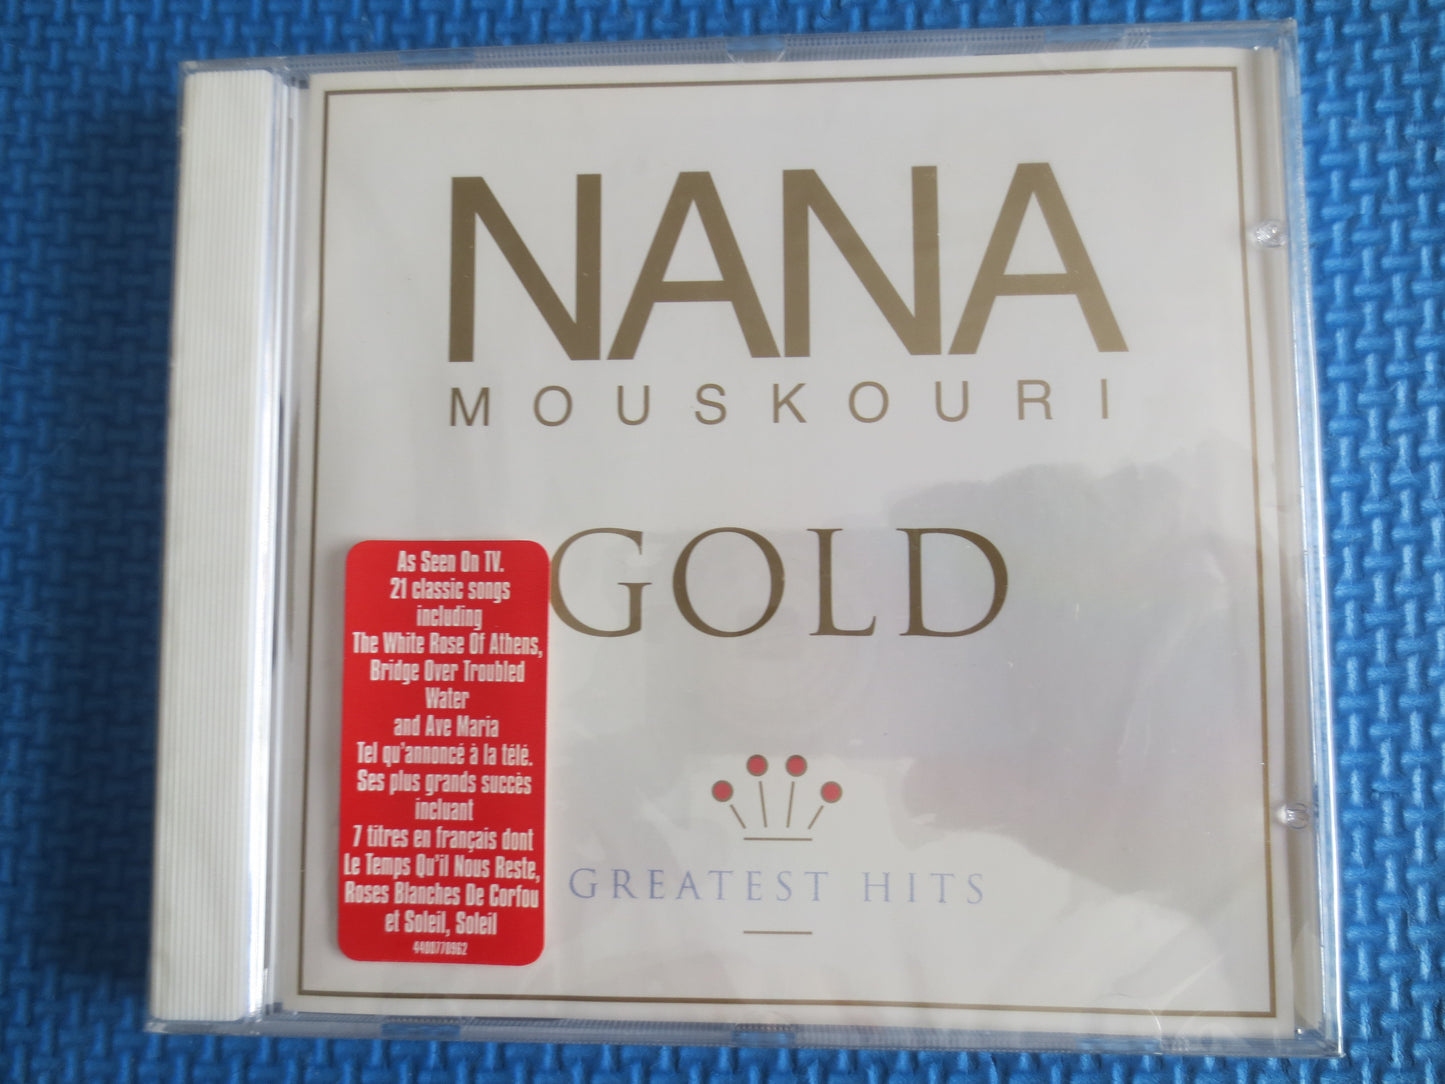 NANA
MOUSKOURI
GOLD
As Seen On TV.
21 classic songs
including
The White Rose Of Athens,
Bridge Over Troubled
Water
and Ave Maria
Tel qu'annoncé à la télé.
Ses plus grands succès
incluant
7 titres en français dont
Le Temps Qu'il Nous Reste,
Roses Blanches De Corfou
et Soleil, Soleil
4400770962
GREATEST HITS